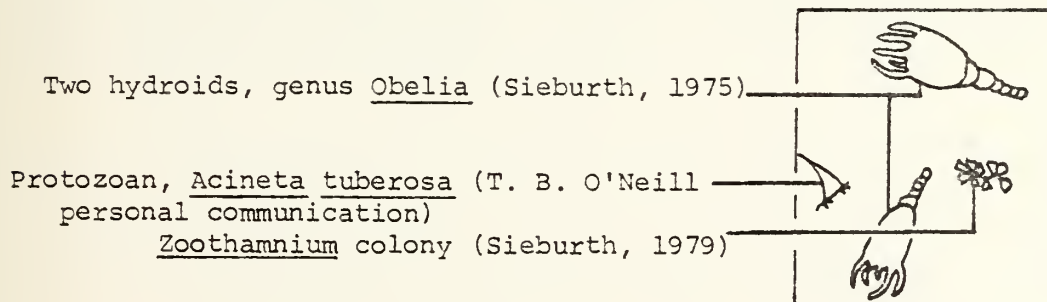 Two hydroids, genus Obelia (Sieburth, 1975)
Protozoan, Acineta tuberosa (T. B. O'Neill
personal communication)
Zoothamnium colony (Sieburth, 1979)